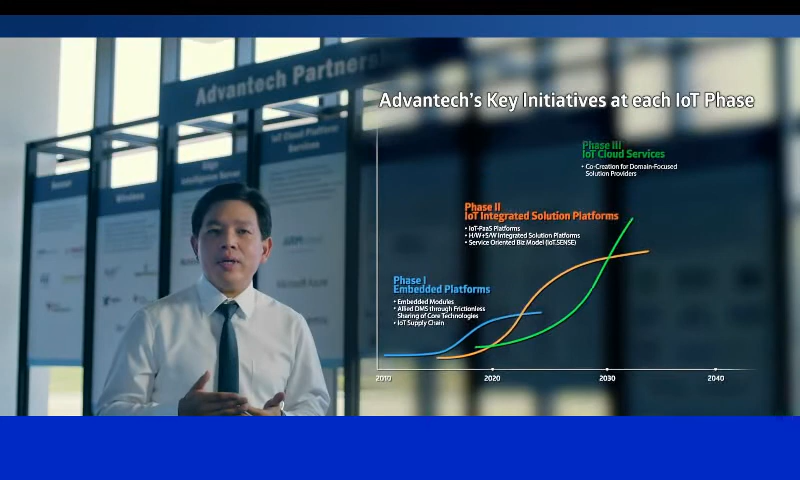 Advantech Partners
IoT Cloud Platform
Services
Edge
Intelligence Server
Sensor
Wireless
ARM
Microsoft Azure
Advantech's Key Initiatives at each IoT Phase
Phase III
IoT Cloud Services
• Co-Creation for Domain-Focused
Solution Providers
Phase II
IoT Integrated Solution Platforms
• IoT-PaaS Platforms
• H/W+S/W Integrated Solution Platforms
• Service Oriented Biz Model (IoT.SENSE)
Phase I
Embedded Platforms
• Embedded Modules
• Allied DMS through Frictionless
Sharing of Core Technologies
• IoT Supply Chain
2010
2020
2030
2040